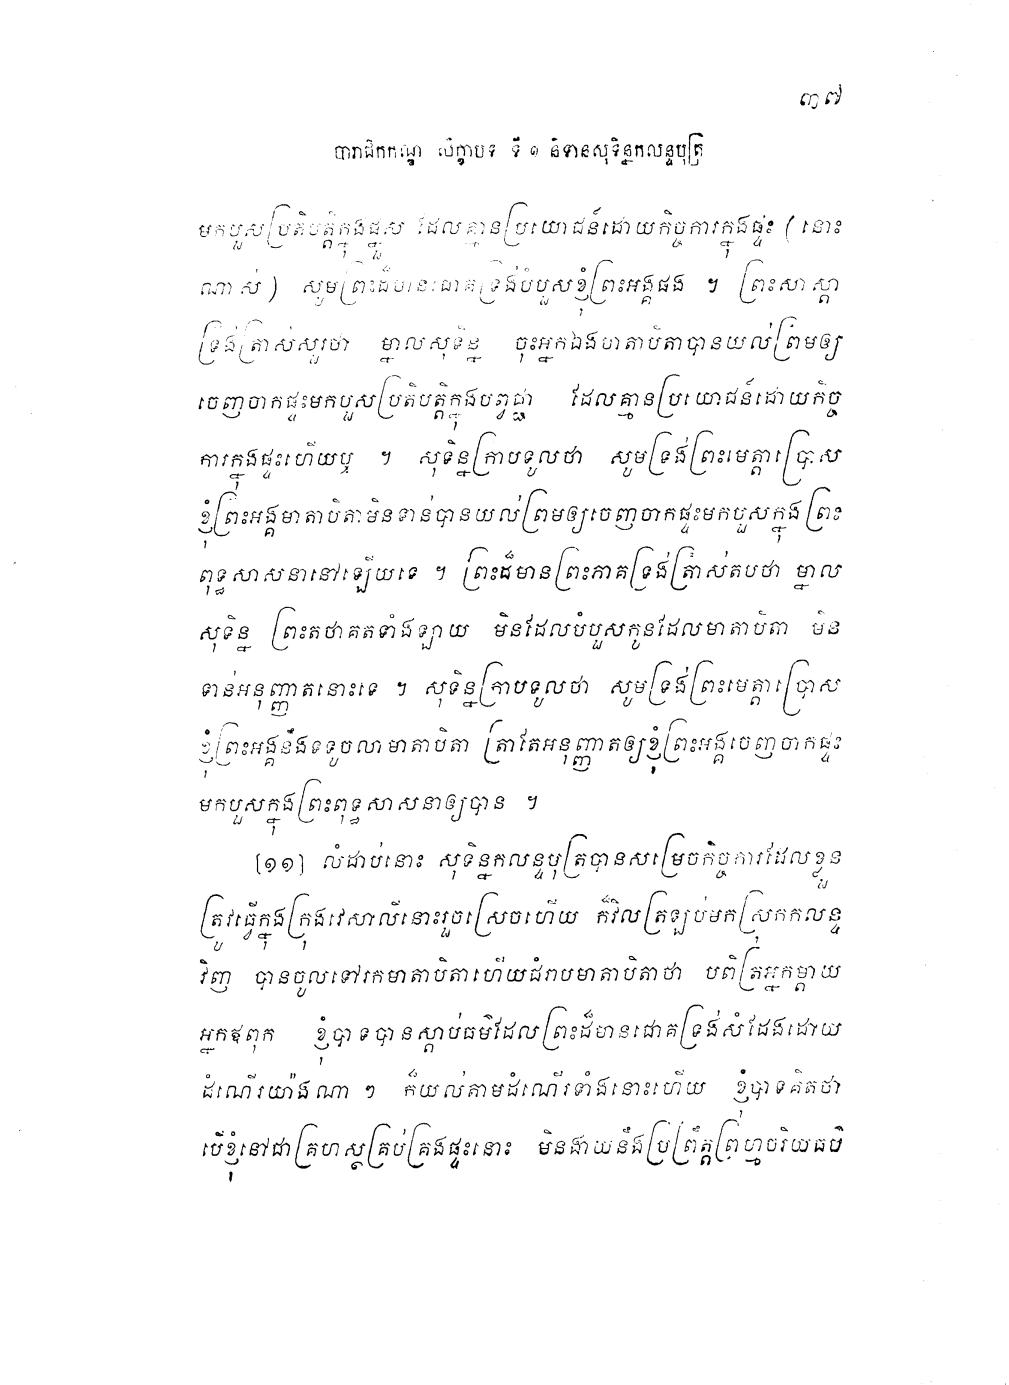 ៣៧
បារាជិកកណ្ឌ សិក្ខាបទ ទី ១ និទានសុទិន្នកលន្ទបុត្រ
មកបួសប្រតិបត្តិក្នុងផ្នួស ដែលគ្មានប្រយោជន៍ដោយកិច្ចការក្នុងផ្ទះ ( នោះ
ណាស់ ) សូមព្រះដ៏មានះជោគទ្រង់បំបួសខ្ញុំព្រះអង្គផង ។ ព្រះសាស្តា
ទ្រង់ត្រាស់សួរថា ម្នាលសុទិន្ន ចុះអ្នកឯងមាតាបិតាបានយល់ព្រមឲ្យ
ចេញចាកផ្ទះមកបួសប្រតិបត្តិក្នុងបព្វជ្ជា ដែលគ្មានប្រយោជន៍ដោយកិច្ច
ការក្នុងផ្ទះហើយឬ ។ សុទិន្នក្រាបទូលថា សូមទ្រង់ព្រះមេត្តាប្រោស
ខ្ញុំព្រះអង្គមាតាបិតាមិនទាន់បានយល់ព្រមឲ្យចេញចាកផ្ទះមកបួសក្នុងព្រះ
ពុទ្ធសាសនានៅឡើយទេ ។ ព្រះដ៏មានព្រះភាគទ្រង់ត្រាស់តបថា ម្នាល
សុទិន្ន ព្រះតថាគតទាំងឡាយ មិនដែលបំបួសកូនដែលមាតាបិតា មិន
ទាន់អនុញ្ញាតនោះទេ ។ សុទិន្នក្រាបទូលថា សូមទ្រង់ព្រះមេត្តាប្រោស
ខ្ញុំព្រះអង្គនឹងទទូចលាមាតាបិតា ត្រាតែអនុញ្ញាតឲ្យខ្ញុំព្រះអង្គចេញចាកផ្ទះ
មកបួសក្នុងព្រះពុទ្ធសាសនាឲ្យបាន ។
[១១] លំដាប់នោះ សុទិន្នកលន្ទបុត្របានសម្រេចកិច្ចការដែលខ្លួន
ត្រូវធ្វើក្នុងក្រុងវេសាលីនោះរួចស្រេចហើយ ក៏វិលត្រឡប់មកស្រុកកលន្ទ
វិញ បានចូលទៅរកមាតាបិតាហើយជំរាបមាតាបិតាថា បពិត្រអ្នកម្តាយ
អ្នកឪពុក ខ្ញុំបាទបានស្តាប់ធម៌ដែលព្រះដ៏មានជោគទ្រង់សំដែងដោយ
ដំណើរយ៉ាងណា ៗ ក៏យល់តាមដំណើរទាំងនោះហើយ ខ្ញុំបាទគិតថា
បើខ្ញុំនៅជាគ្រហស្ថគ្រប់គ្រងផ្ទះនោះ មិនងាយនឹងប្រព្រឹត្តព្រហ្មចរិយធម៌